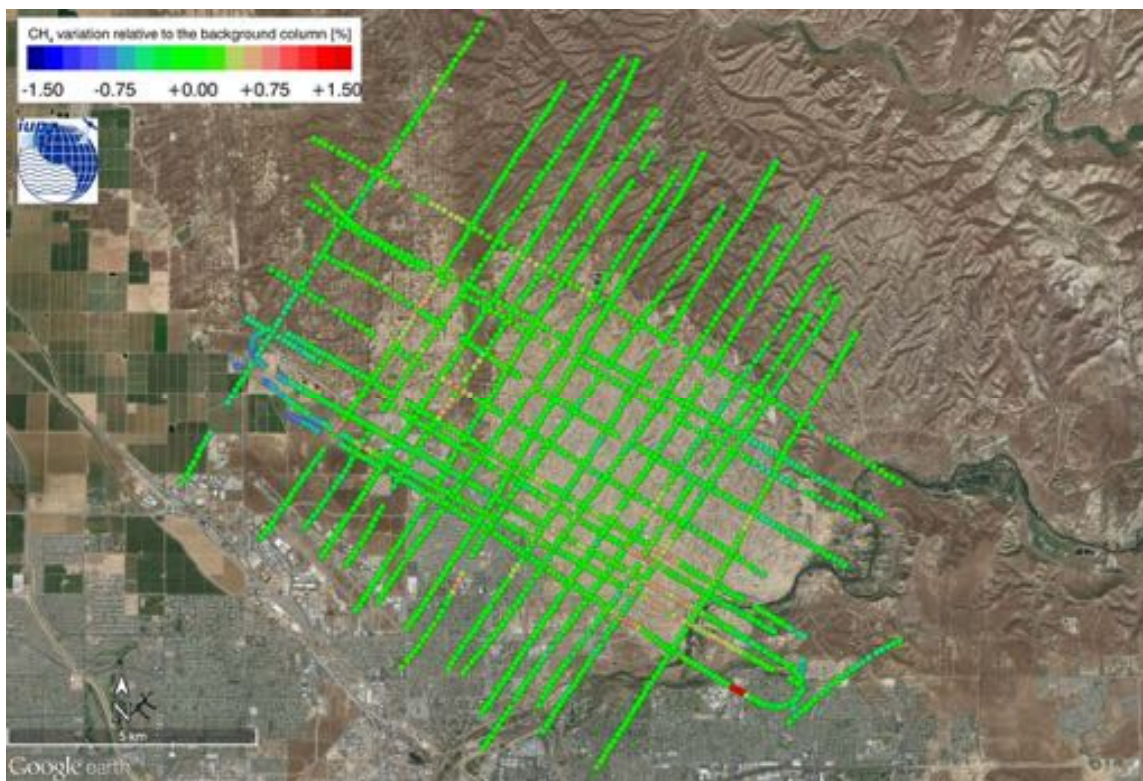 CH₄ variation relative to the background column [%]
-1.50 -0.75 +0.00 +0.75 +1.50
iup
N
5 km
Google earth